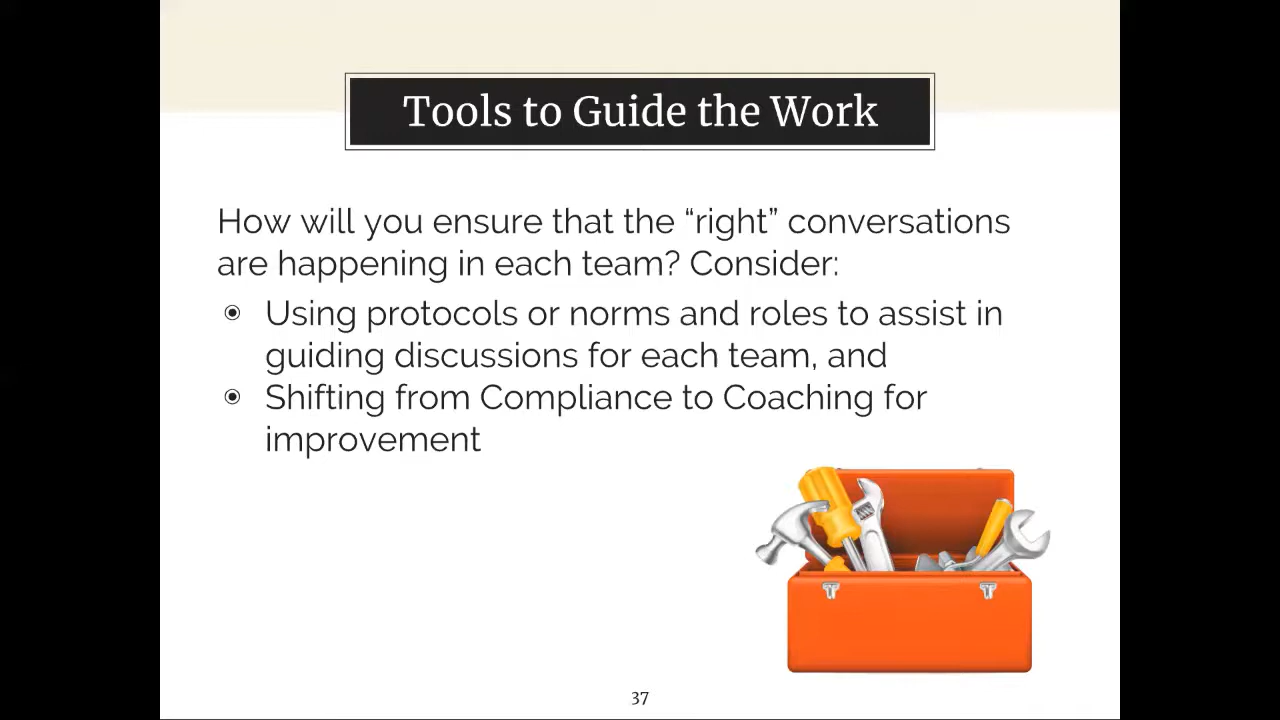 Tools to Guide the Work
How will you ensure that the “right” conversations
are happening in each team? Consider:
Using protocols or norms and roles to assist in
guiding discussions for each team, and
Shifting from Compliance to Coaching for
improvement
37